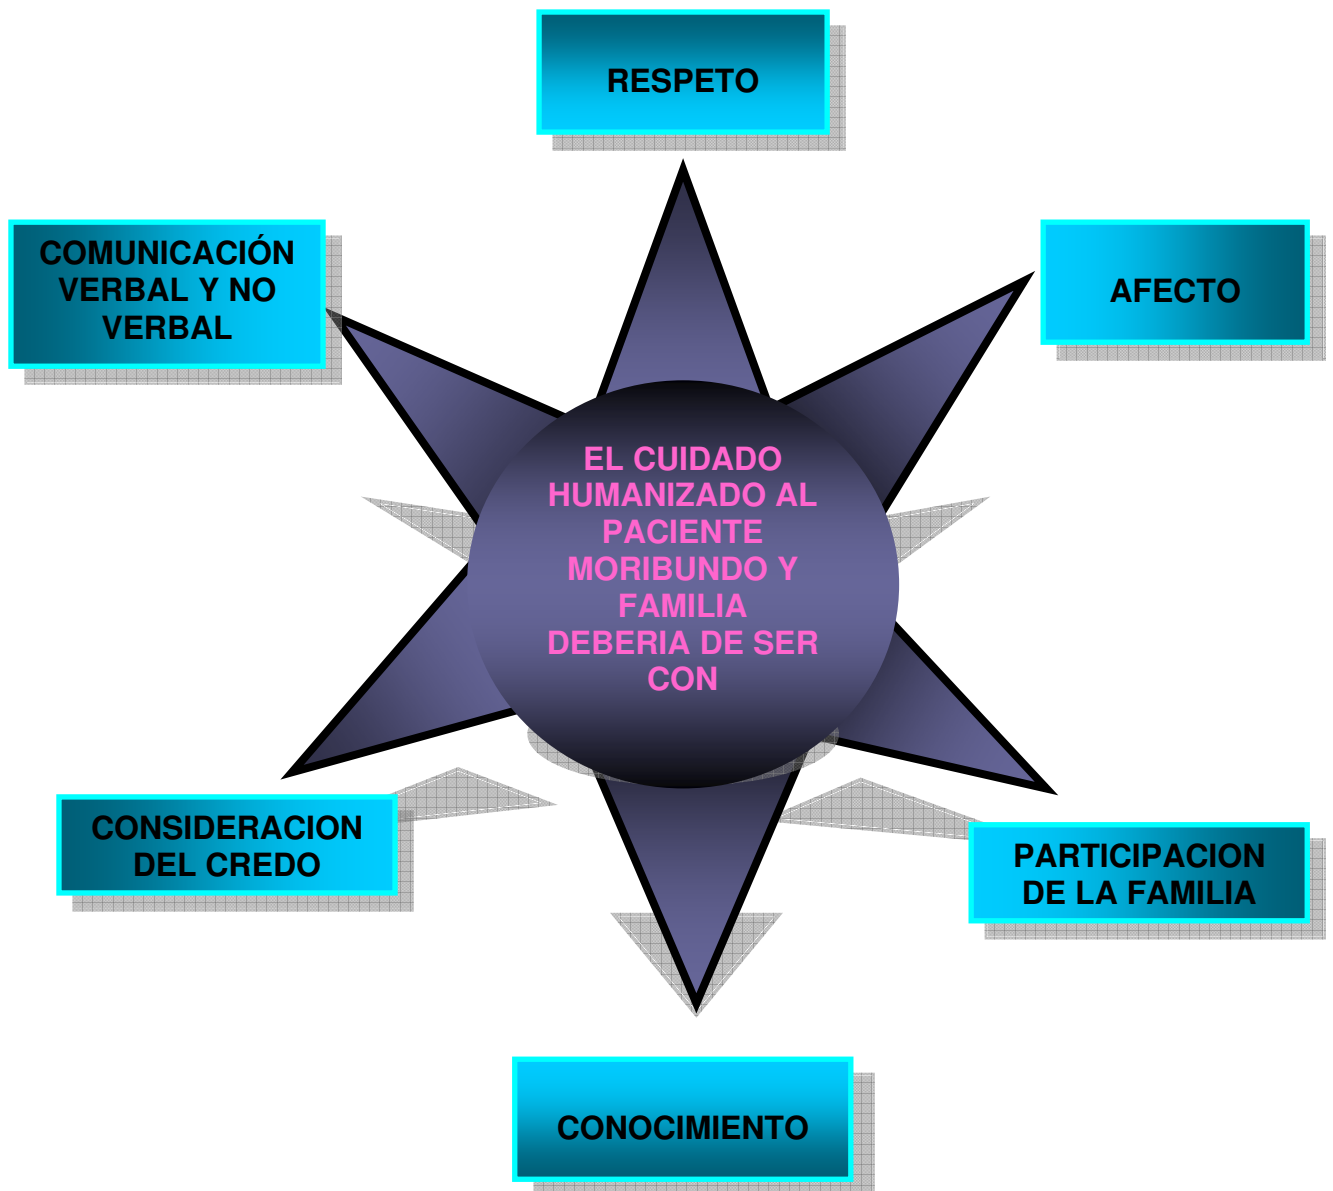 RESPETO
COMUNICACIÓN
VERBAL Y NO
VERBAL
AFECTO
EL CUIDADO
HUMANIZADO AL
PACIENTE
MORIBUNDO Y
FAMILIA
DEBERIA DE SER
CON
CONSIDERACION
DEL CREDO
PARTICIPACION
DE LA FAMILIA
CONOCIMIENTO